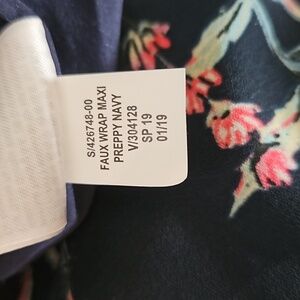 S/426748-00
FAUX WRAP MAXI
PREPPY NAVY
V/304128
SP 19
01/19